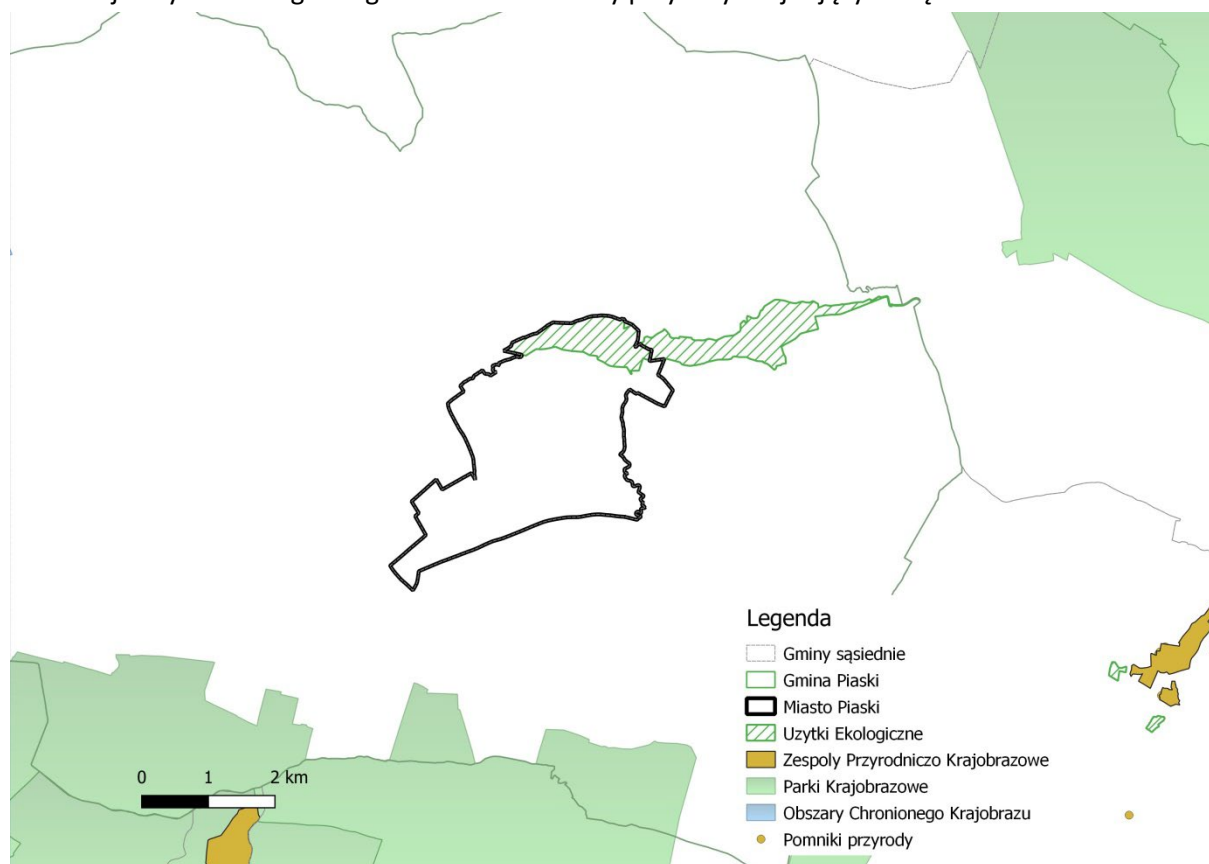 0 1 2 km
Legenda
Gminy sąsiednie
Gmina Piaski
Miasto Piaski
Uzytki Ekologiczne
Zespoly Przyrodniczo Krajobrazowe
Parki Krajobrazowe
Obszary Chronionego Krajobrazu
Pomniki przyrody